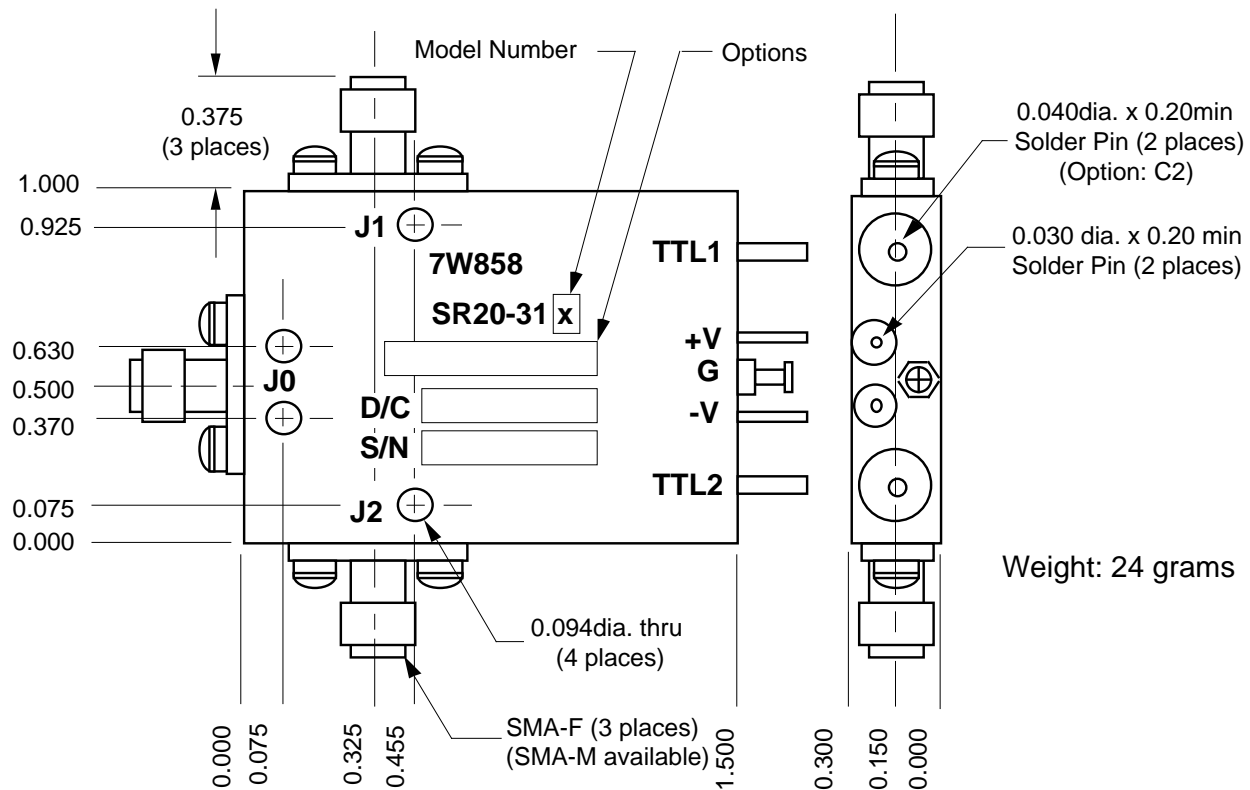 Model Number
Options
0.375
(3 places)
0.040dia. x 0.20min
Solder Pin (2 places)
(Option: C2)
1.000
0.925
J1
7W858
TTL1
0.030 dia. x 0.20 min
Solder Pin (2 places)
SR20-31 x
+V
0.630
G
J0
0.500
0.370
D/C
-V
S/N
TTL2
0.075
J2
0.000
Weight: 24 grams
0.094dia. thru
(4 places)
SMA-F (3 places)
(SMA-M available)
0.000
0.075
0.325
0.455
1.500
0.300
0.150
0.000